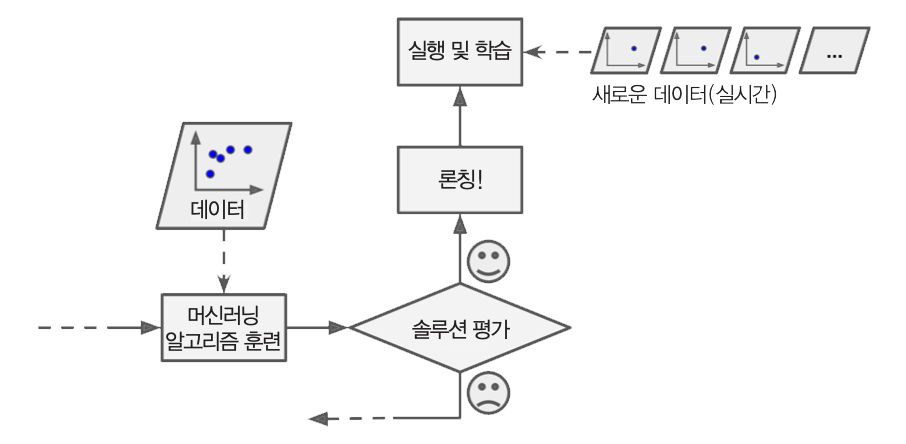 실행 및 학습
...
새로운 데이터(실시간)
론칭!
데이터
머신러닝
알고리즘 훈련
솔루션 평가